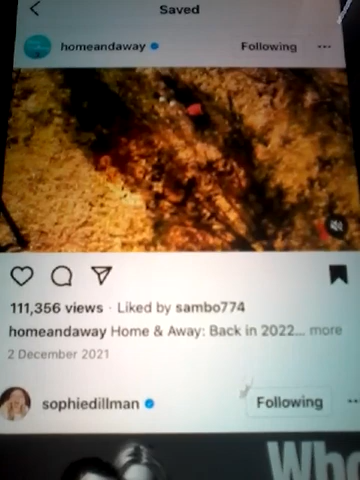 Saved
homeandaway
Following
111,356 views · Liked by sambo774
homeandaway Home & Away: Back in 2022... more
2 December 2021
sophiedillman
Following
Who